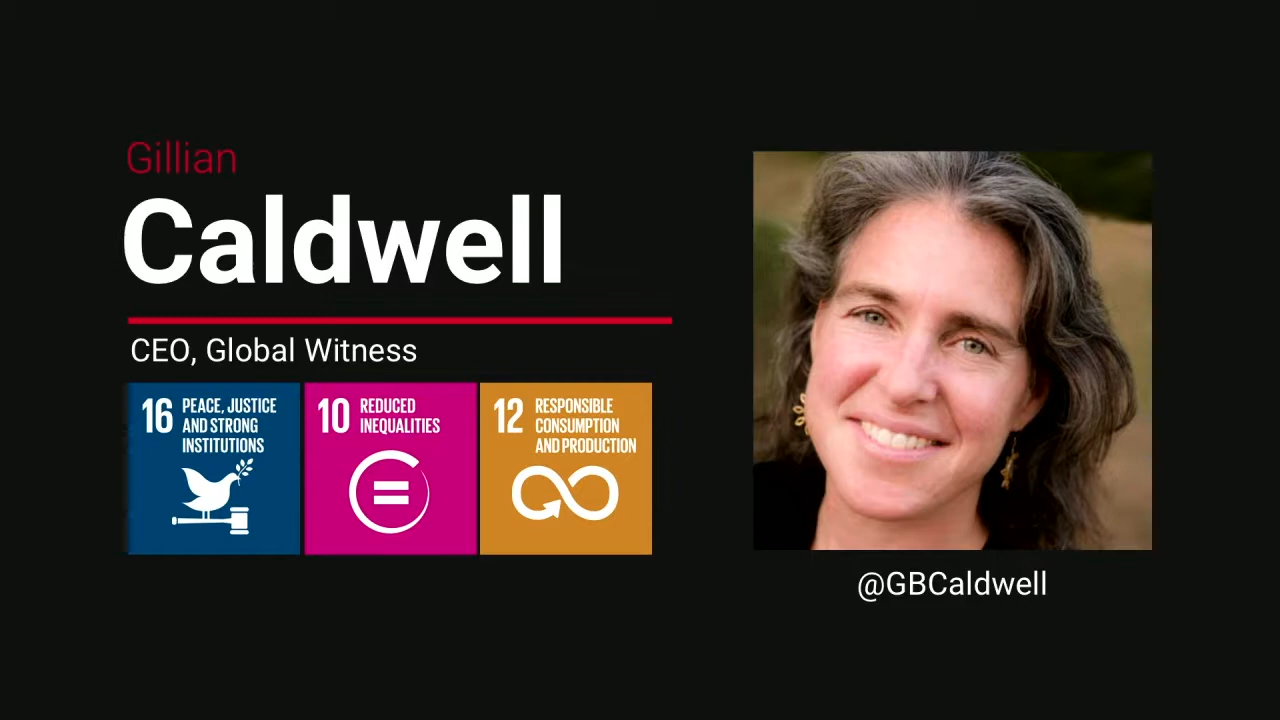 Gillian
Caldwell
CEO, Global Witness
16 PEACE, JUSTICE
AND STRONG
INSTITUTIONS
10 REDUCED
INEQUALITIES
12 RESPONSIBLE
CONSUMPTION
AND PRODUCTION
@GBCaldwell